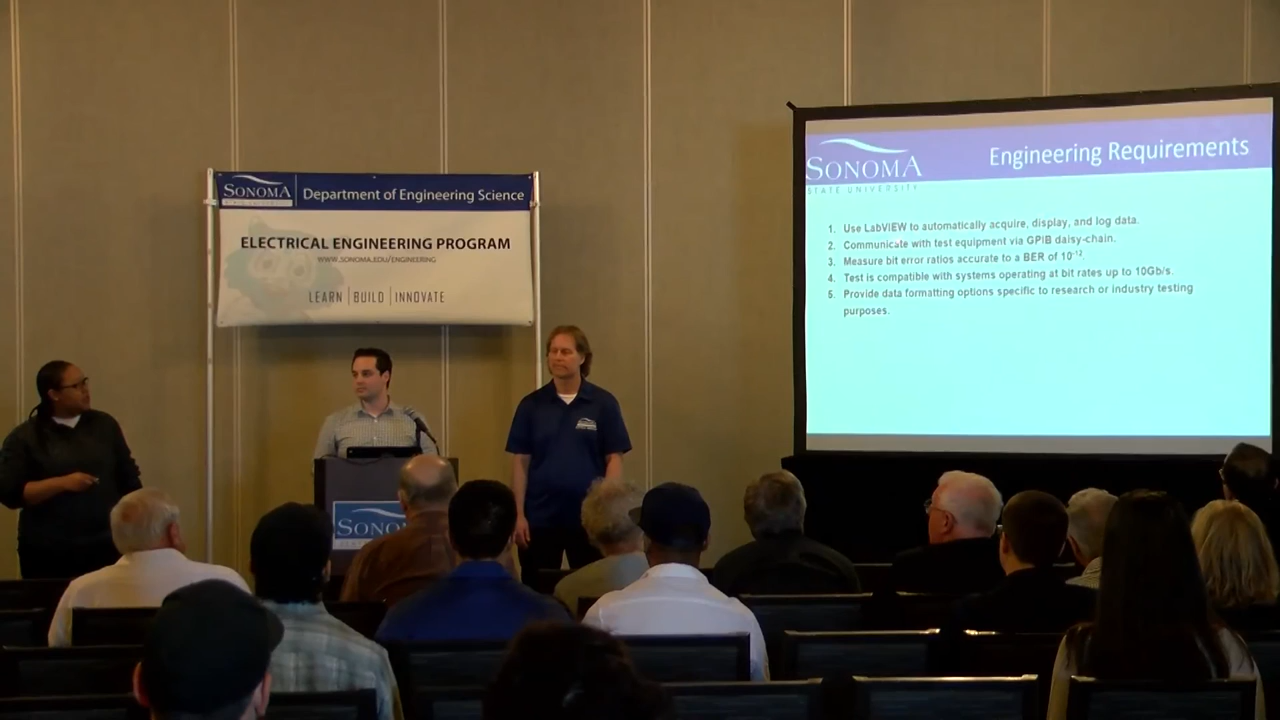 SONOMA
Department of Engineering Science
ELECTRICAL ENGINEERING PROGRAM
WWW.SONOMA.EDU/ENGINEERING
LEARN | BUILD | INNOVATE
SONOMA
STATE UNIVERSITY
Engineering Requirements
1. Use LabVIEW to automatically acquire, display, and log data.
2. Communicate with test equipment via GPIB daisy-chain.
3. Measure bit error ratios accurate to a BER of 10⁻¹².
4. Test is compatible with systems operating at bit rates up to 10Gb/s.
5. Provide data formatting options specific to research or industry testing
purposes.